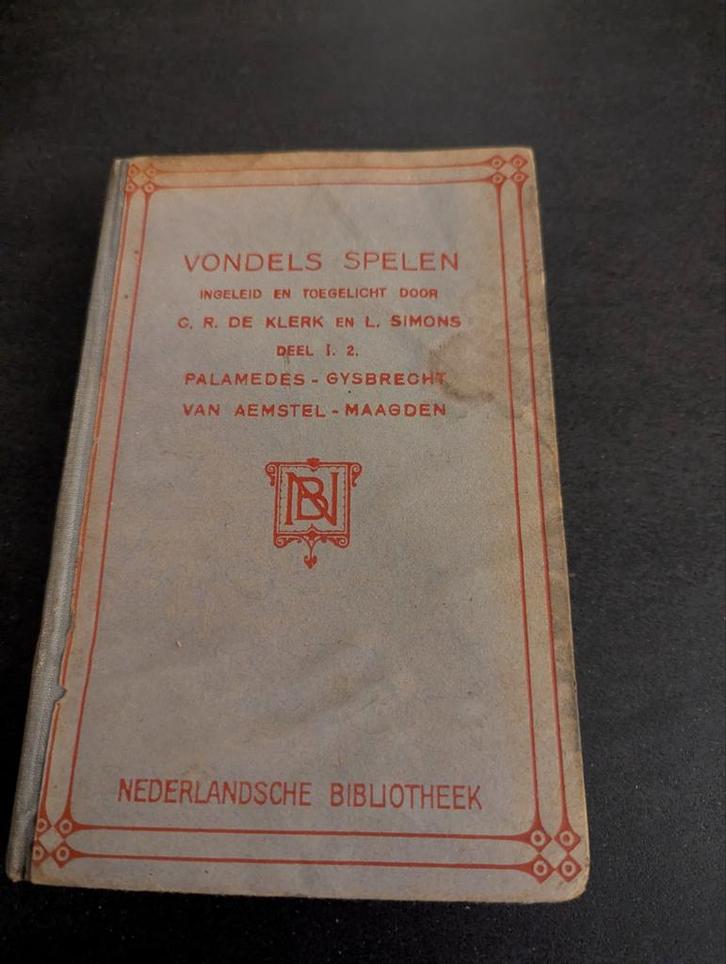 VONDELS SPELEN
INGELEID EN TOEGELICHT DOOR
C. R. DE KLERK EN L. SIMONS
DEEL I. 2.
PALAMEDES - GYSBRECHT
VAN AEMSTEL - MAAGDEN
NB
NEDERLANDSCHE BIBLIOTHEEK